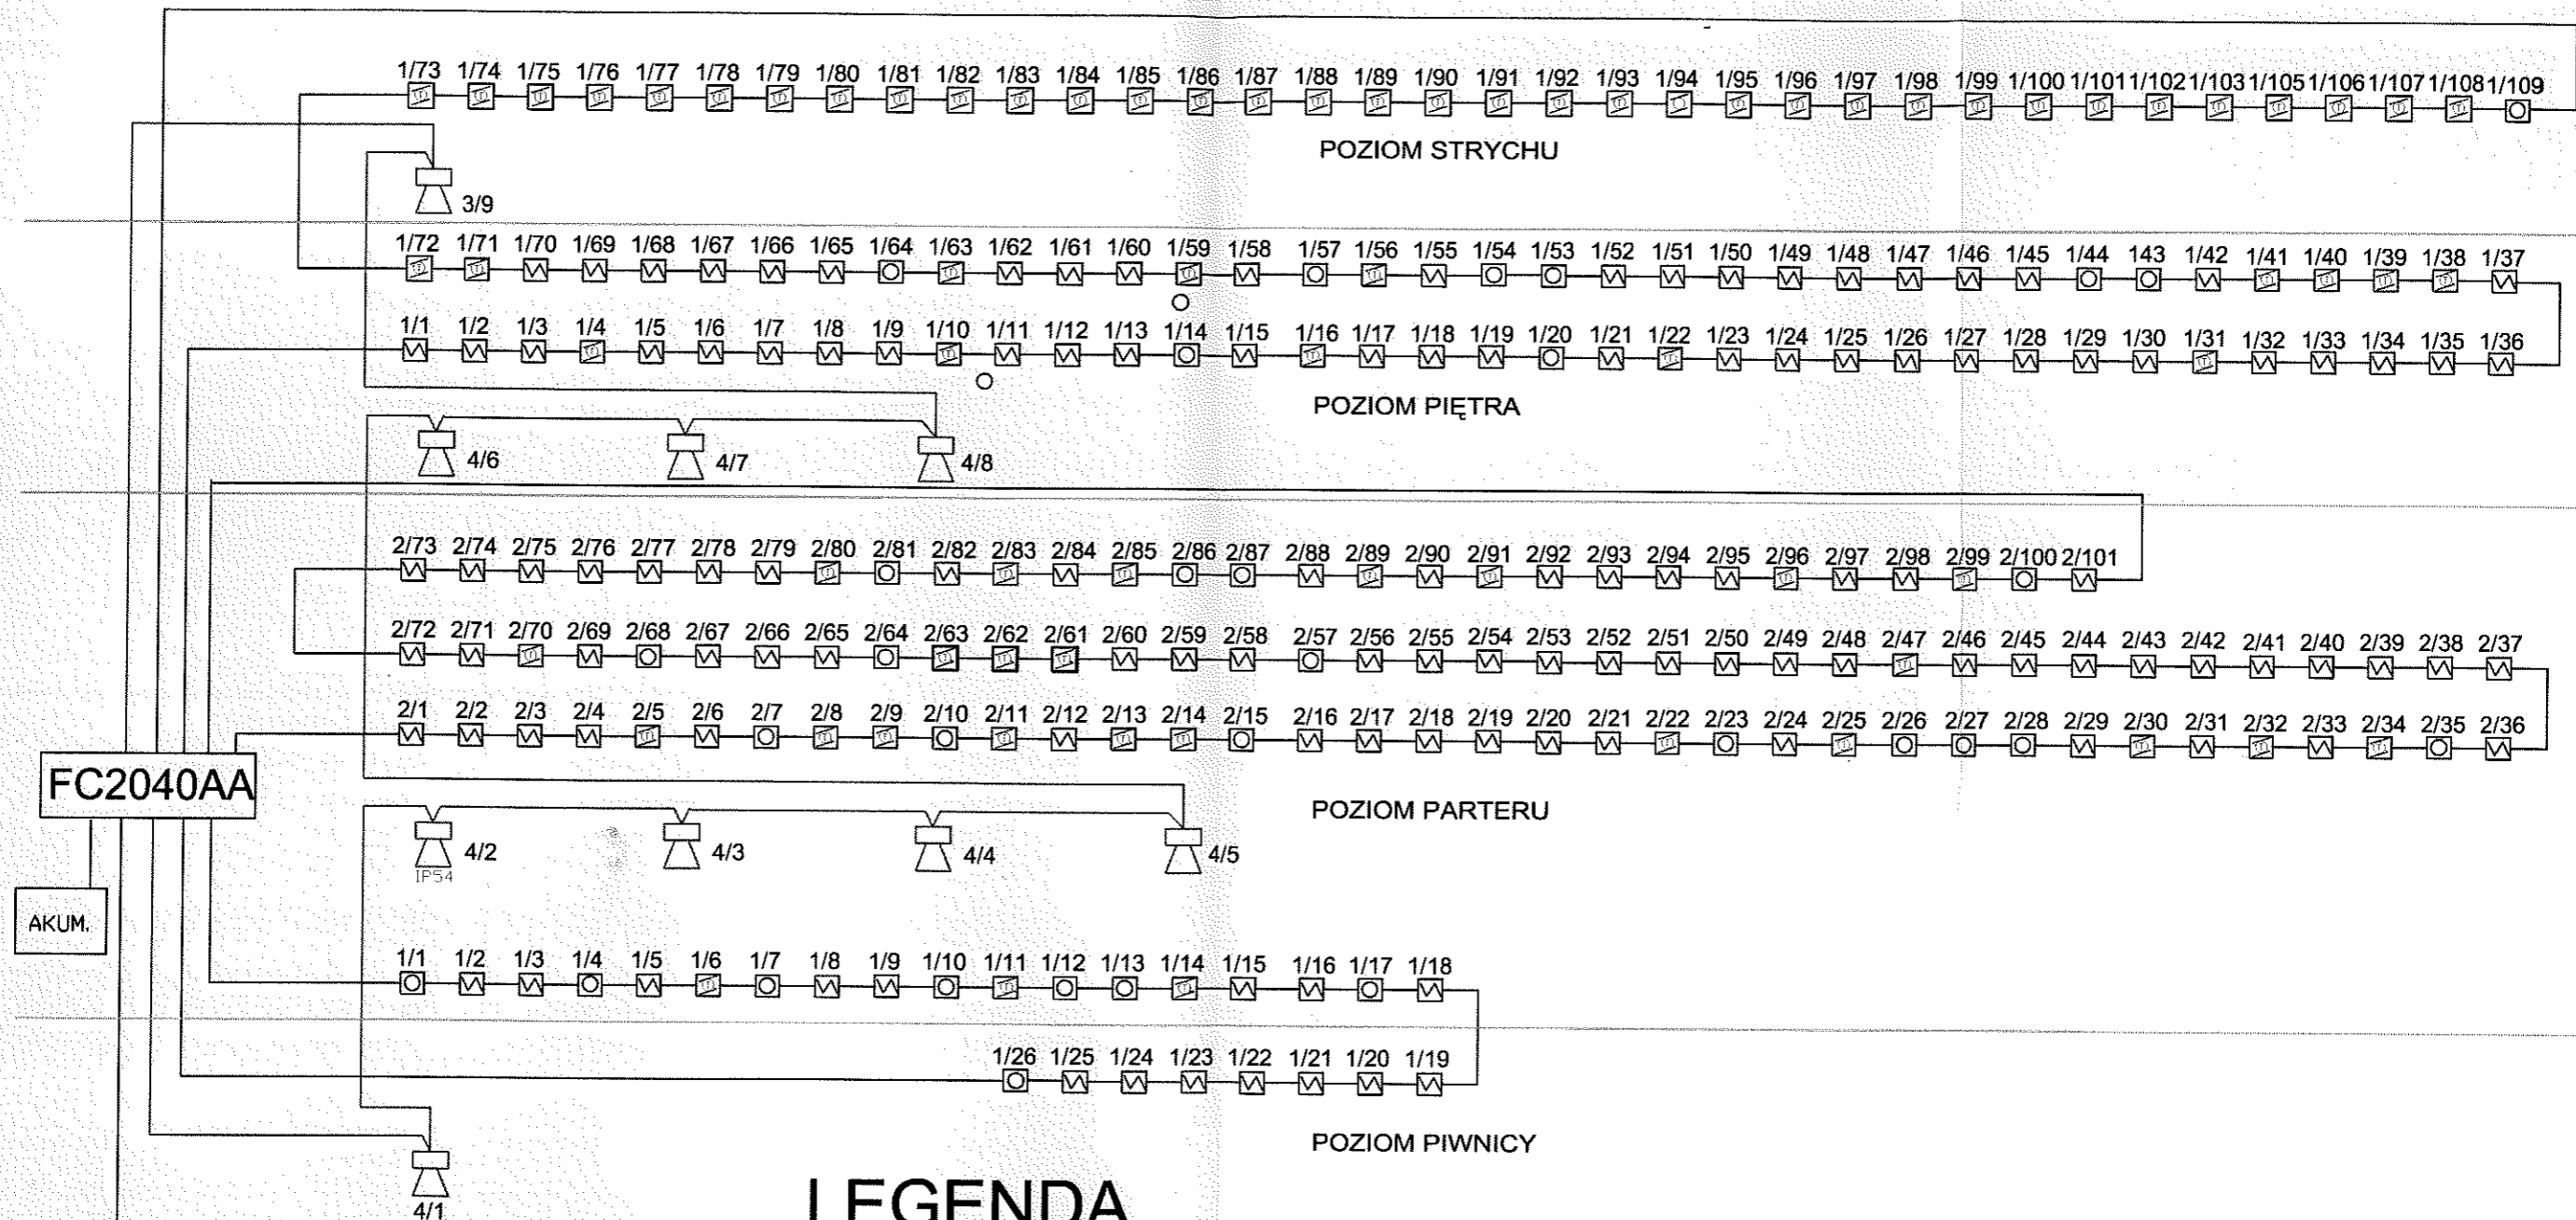 1/73 1/74 1/75 1/76 1/77 1/78 1/79 1/80 1/81 1/82 1/83 1/84 1/85 1/86 1/87 1/88 1/89 1/90 1/91 1/92 1/93 1/94 1/95 1/96 1/97 1/98 1/99 1/100 1/101 1/102 1/103 1/105 1/106 1/107 1/108 1/109
POZIOM STRYCHU
3/9
1/72 1/71 1/70 1/69 1/68 1/67 1/66 1/65 1/64 1/63 1/62 1/61 1/60 1/59 1/58 1/57 1/56 1/55 1/54 1/53 1/52 1/51 1/50 1/49 1/48 1/47 1/46 1/45 1/44 143 1/42 1/41 1/40 1/39 1/38 1/37
1/1 1/2 1/3 1/4 1/5 1/6 1/7 1/8 1/9 1/10 1/11 1/12 1/13 1/14 1/15 1/16 1/17 1/18 1/19 1/20 1/21 1/22 1/23 1/24 1/25 1/26 1/27 1/28 1/29 1/30 1/31 1/32 1/33 1/34 1/35 1/36
POZIOM PIĘTRA
4/6 4/7 4/8
2/73 2/74 2/75 2/76 2/77 2/78 2/79 2/80 2/81 2/82 2/83 2/84 2/85 2/86 2/87 2/88 2/89 2/90 2/91 2/92 2/93 2/94 2/95 2/96 2/97 2/98 2/99 2/100 2/101
2/72 2/71 2/70 2/69 2/68 2/67 2/66 2/65 2/64 2/63 2/62 2/61 2/60 2/59 2/58 2/57 2/56 2/55 2/54 2/53 2/52 2/51 2/50 2/49 2/48 2/47 2/46 2/45 2/44 2/43 2/42 2/41 2/40 2/39 2/38 2/37
2/1 2/2 2/3 2/4 2/5 2/6 2/7 2/8 2/9 2/10 2/11 2/12 2/13 2/14 2/15 2/16 2/17 2/18 2/19 2/20 2/21 2/22 2/23 2/24 2/25 2/26 2/27 2/28 2/29 2/30 2/31 2/32 2/33 2/34 2/35 2/36
FC2040AA
POZIOM PARTERU
4/2 4/3 4/4 4/5
IP54
AKUM.
1/1 1/2 1/3 1/4 1/5 1/6 1/7 1/8 1/9 1/10 1/11 1/12 1/13 1/14 1/15 1/16 1/17 1/18
1/26 1/25 1/24 1/23 1/22 1/21 1/20 1/19
POZIOM PIWNICY
4/1
LEGENDA